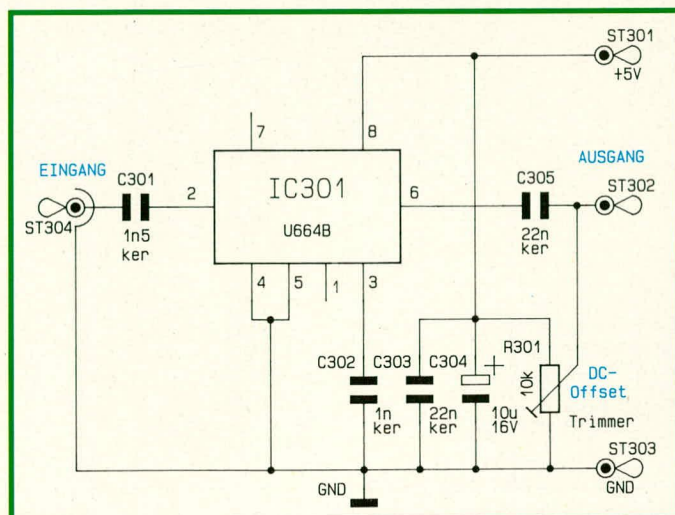 ST301
+5V
7
8
EINGANG
C301
2
IC301
U664B
6
C305
AUSGANG
ST302
ST304
1n5
ker
22n
ker
4
5
1
3
C302
C303
C304
+
R301
10k
DC-
Offset
Trimmer
1n
ker
22n
ker
10u
16V
ST303
GND
GND